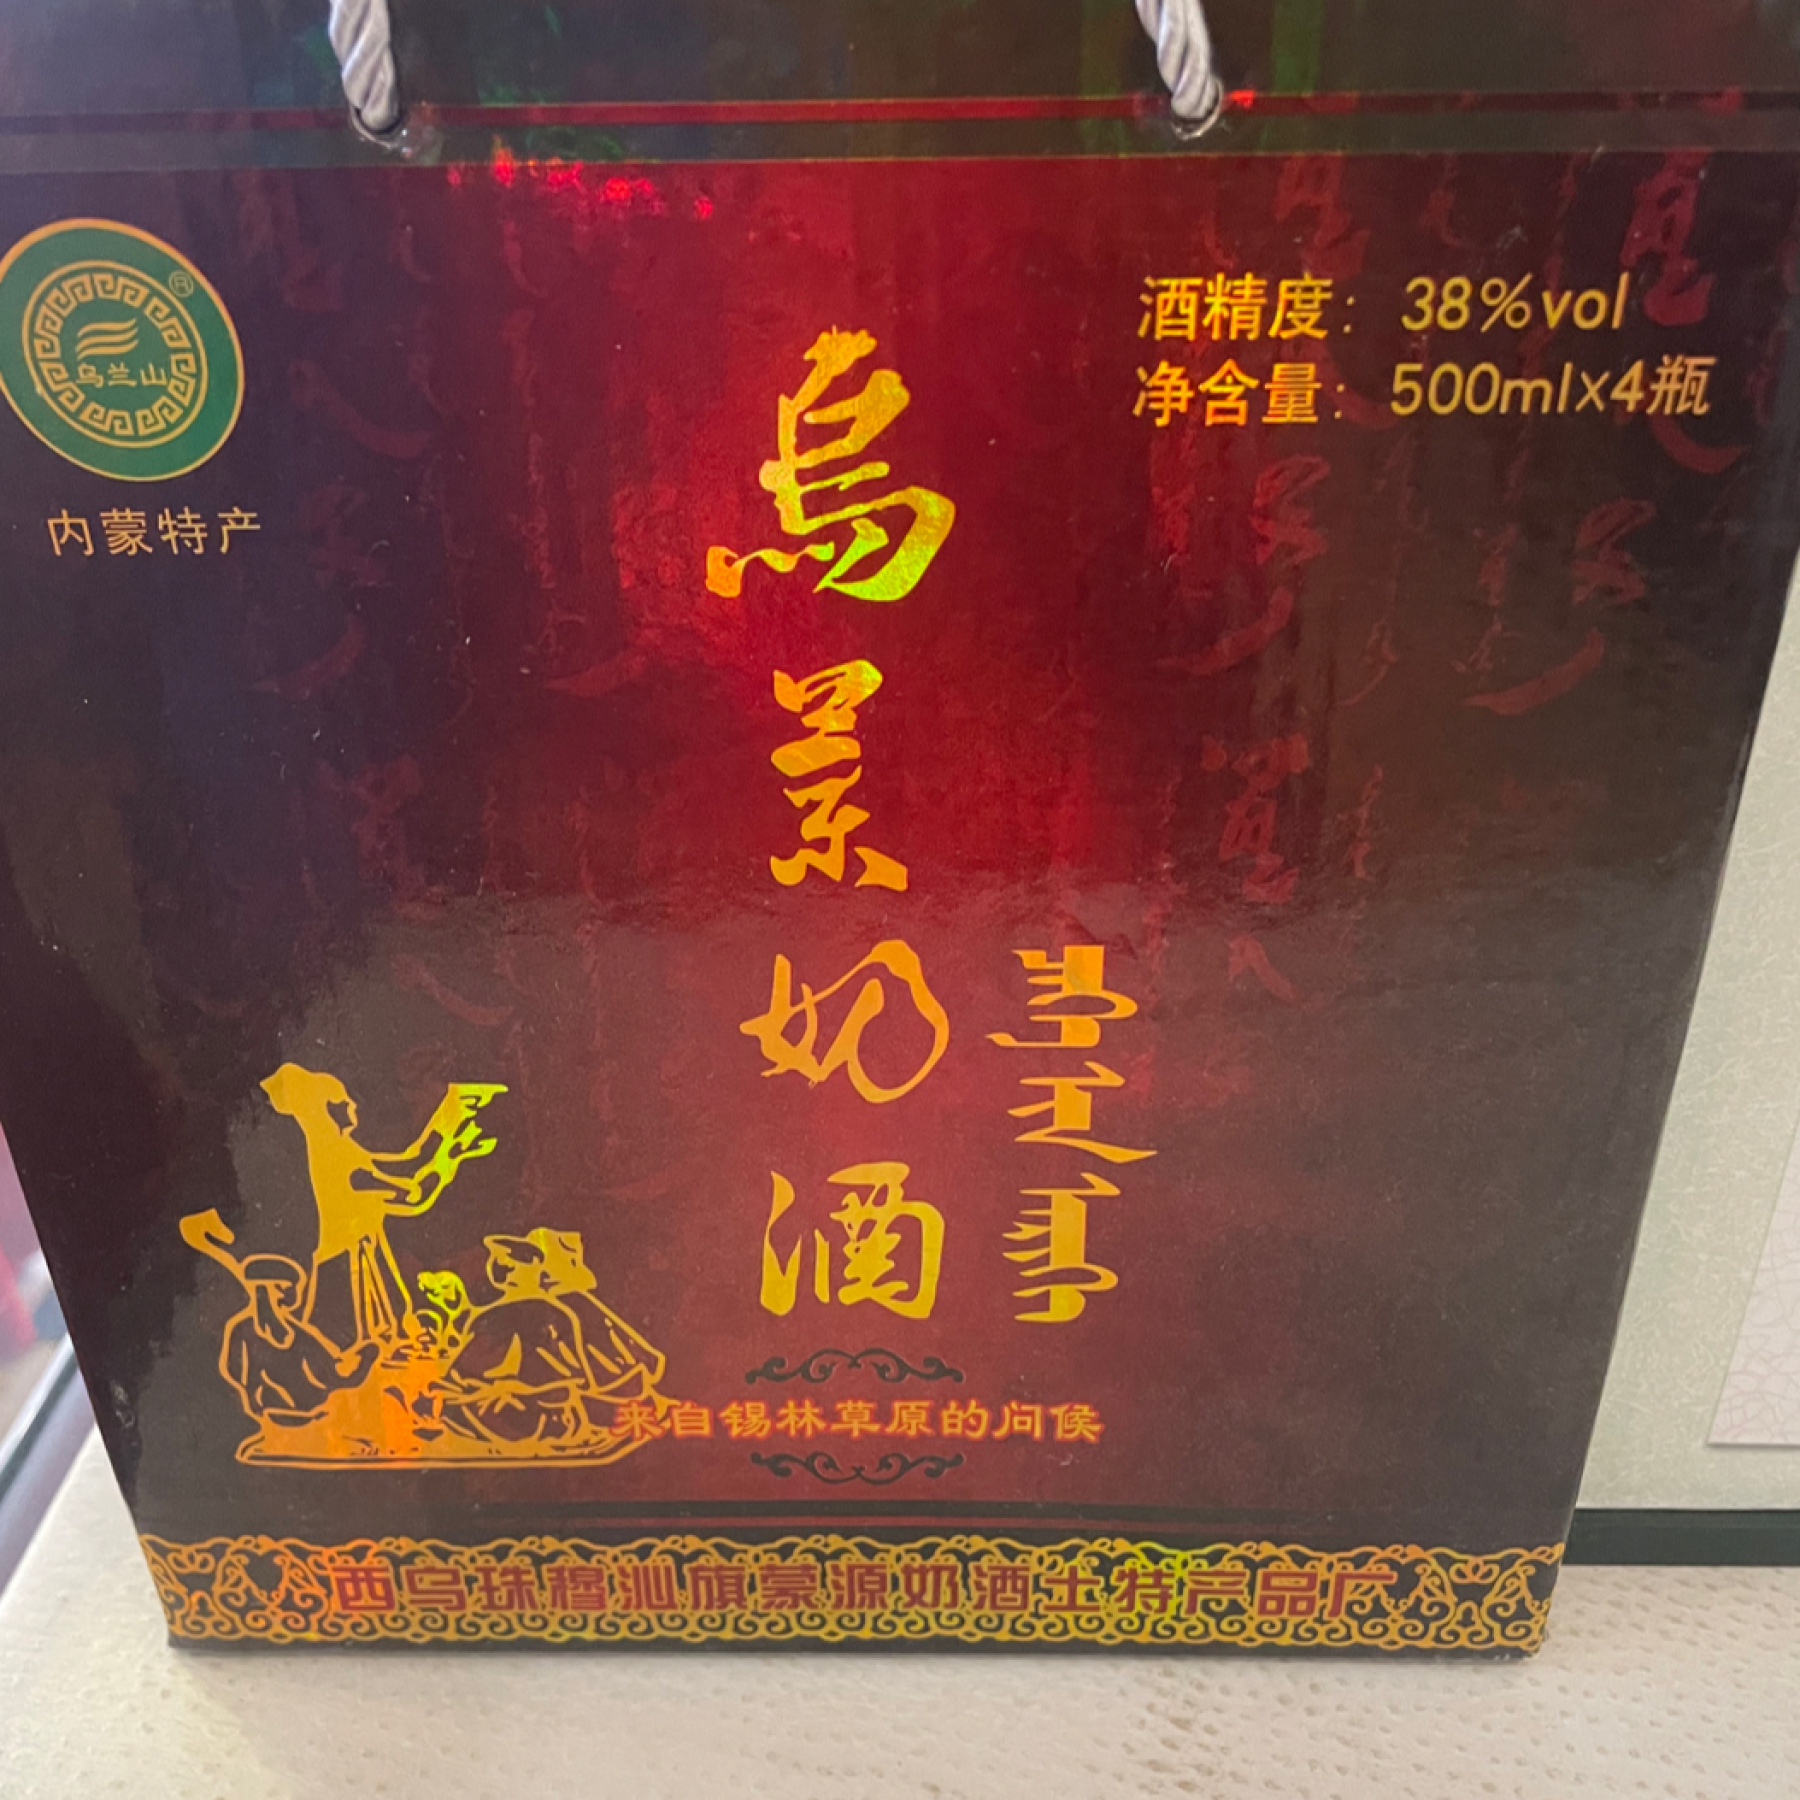 乌兰山
内蒙特产
酒精度：38%vol
净含量：500ml×4瓶
烏
奶
酒
来自锡林草原的问候
西乌珠穆沁旗蒙源奶酒土特产品厂